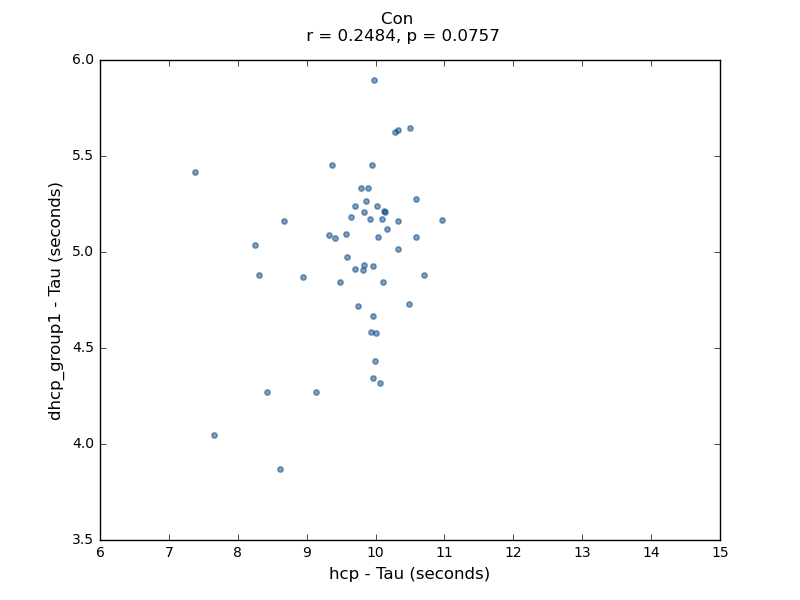 Con
r = 0.2484, p = 0.0757
6.0
5.5
5.0
4.5
4.0
3.5
dhcp_group1 - Tau (seconds)
6 7 8 9 10 11 12 13 14 15
hcp - Tau (seconds)